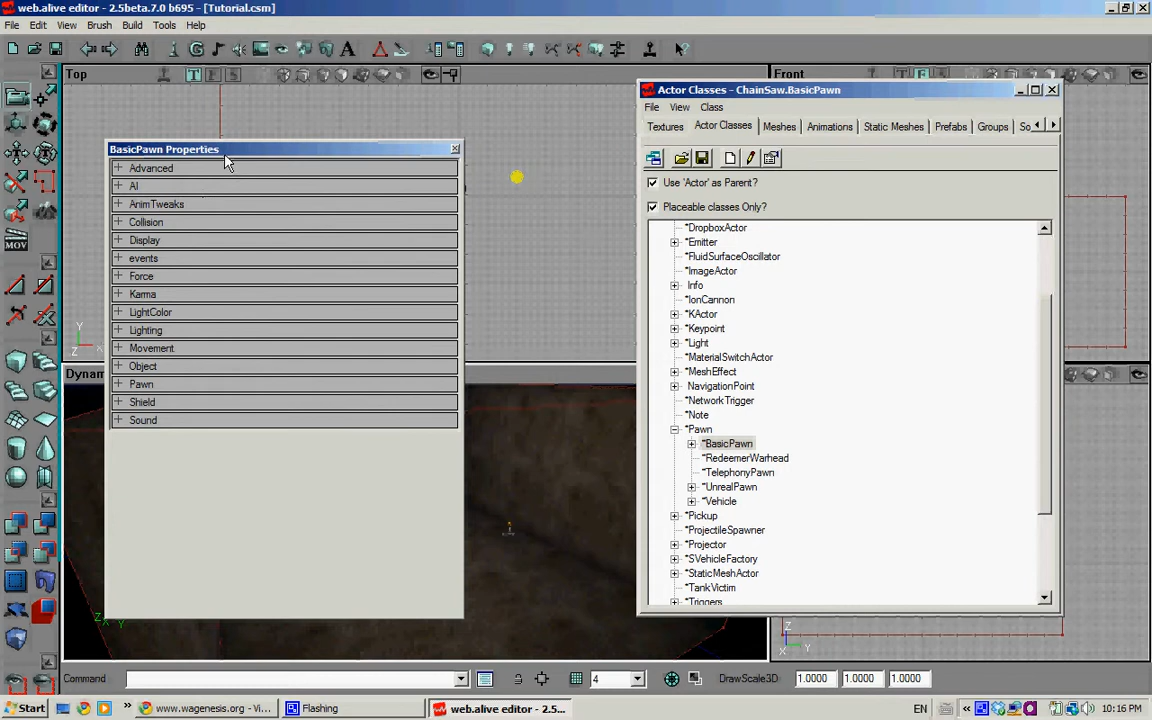 web.alive editor - 2.5beta.7.0 b695 - [Tutorial.csm]
File Edit View Brush Build Tools Help
Top
Front
BasicPawn Properties
Advanced
AI
AnimTweaks
Collision
Display
events
Force
Karma
LightColor
Lighting
Movement
Object
Pawn
Shield
Sound
Actor Classes - ChainSaw.BasicPawn
File View Class
Textures Actor Classes Meshes Animations Static Meshes Prefabs Groups So
Use 'Actor' as Parent?
Placeable classes Only?
*DropboxActor
*Emitter
*FluidSurfaceOscillator
*ImageActor
Info
*IonCannon
*KActor
*Keypoint
*Light
*MaterialSwitchActor
*MeshEffect
NavigationPoint
*NetworkTrigger
*Note
*Pawn
*BasicPawn
*RedeemerWarhead
*TelephonyPawn
*UnrealPawn
*Vehicle
*Pickup
*ProjectileSpawner
*Projector
*SVehicleFactory
*StaticMeshActor
*TankVictim
*Triggers
Dynam
MOV
Y
Z
Z X Y
Z
X Y
Command
4
DrawScale3D: 1.0000 1.0000 1.0000
Start
www.wagenesis.org - Vi...
Flashing
web.alive editor - 2.5...
EN
10:16 PM